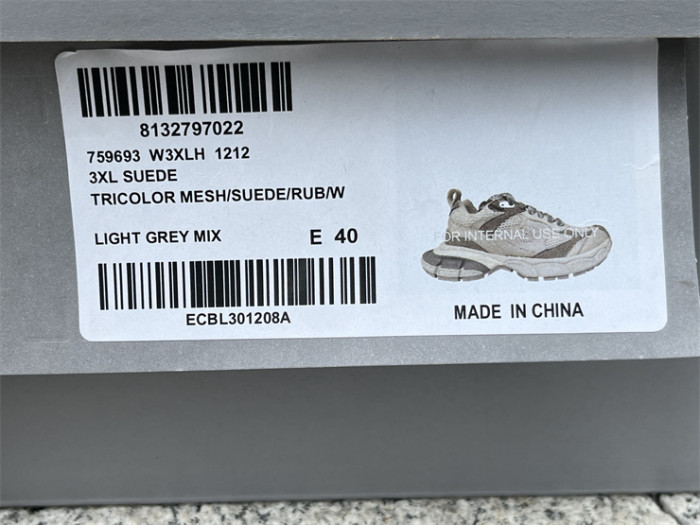 8132797022
759693 W3XLH 1212
3XL SUEDE
TRICOLOR MESH/SUEDE/RUB/W
LIGHT GREY MIX E 40
ECBL301208A
FOR INTERNAL USE ONLY
MADE IN CHINA